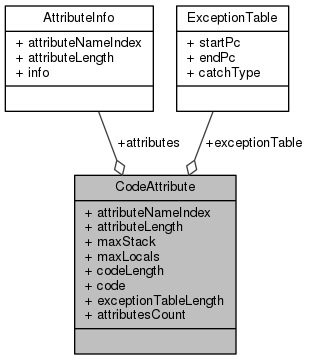 AttributeInfo
+ attributeNameIndex
+ attributeLength
+ info
ExceptionTable
+ startPc
+ endPc
+ catchType
+attributes
+exceptionTable
CodeAttribute
+ attributeNameIndex
+ attributeLength
+ maxStack
+ maxLocals
+ codeLength
+ code
+ exceptionTableLength
+ attributesCount